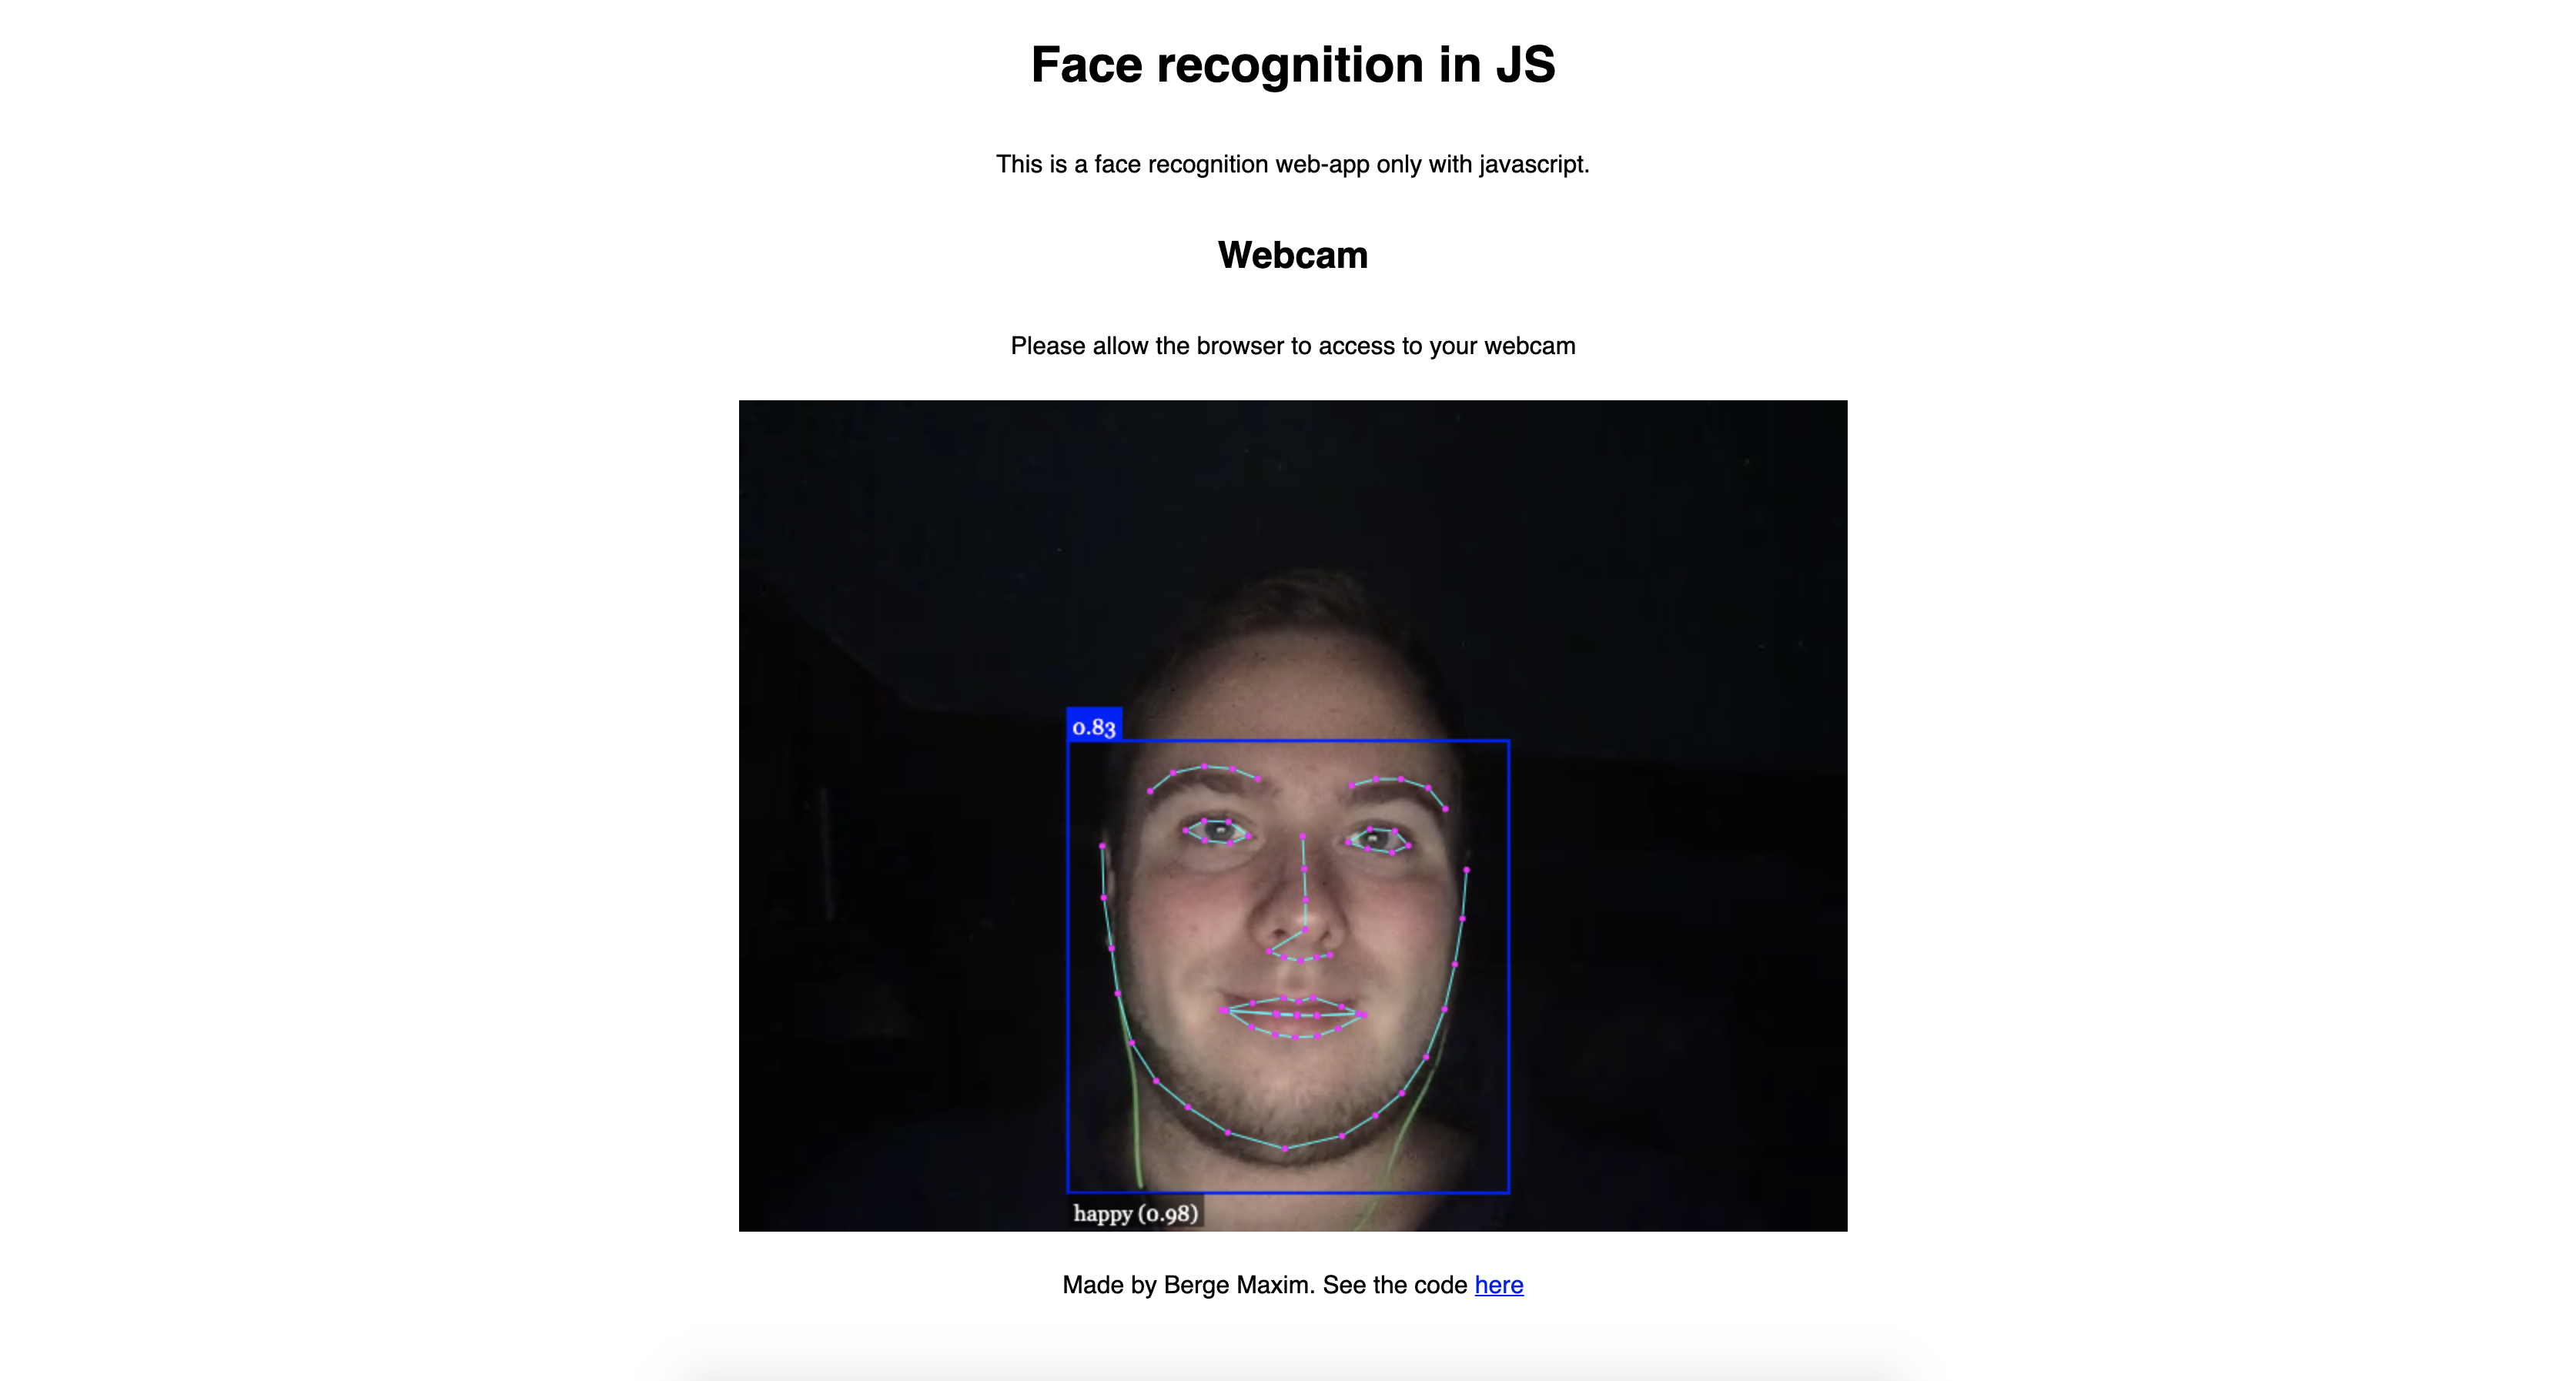 Face recognition in JS
This is a face recognition web-app only with javascript.
Webcam
Please allow the browser to access to your webcam
0.83
happy (0.98)
Made by Berge Maxim. See the code here